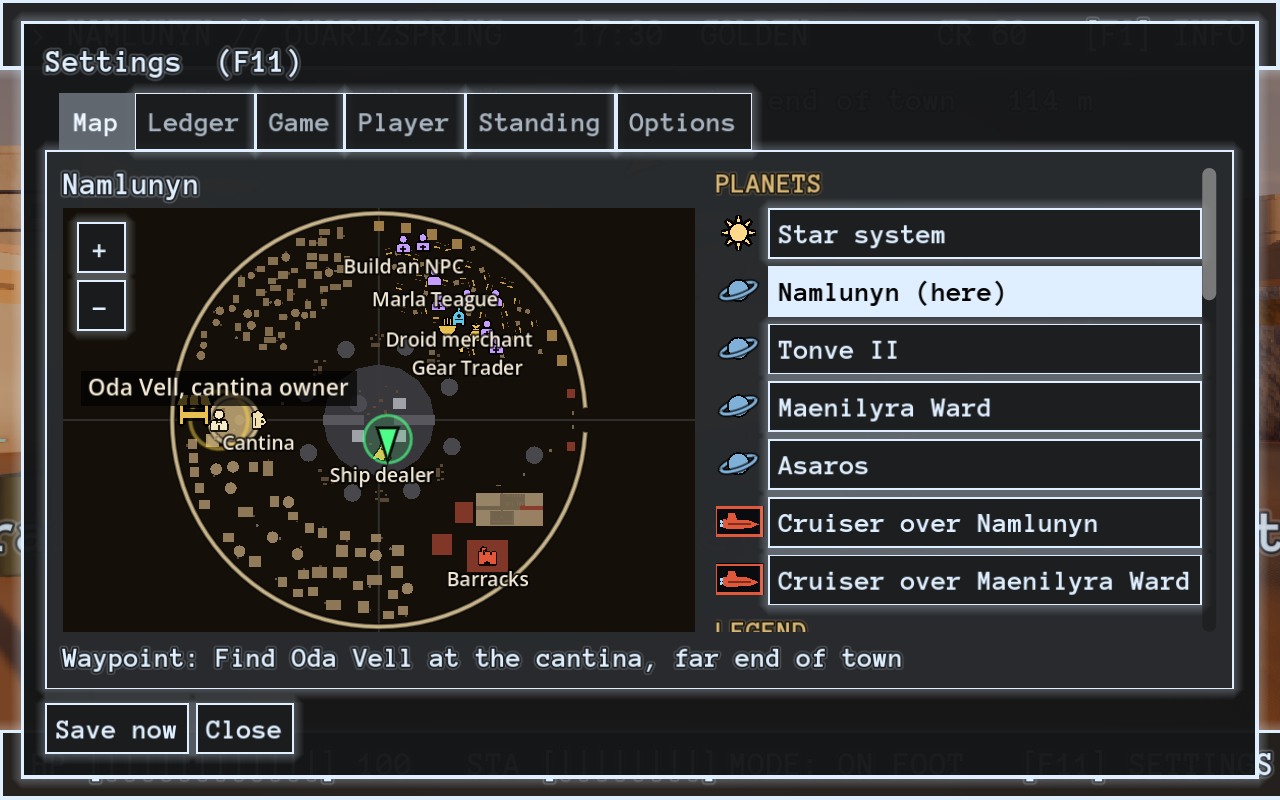 NAMLUNYN // QUARTZSPRING 17:30 GOLDEN CR 60 [F1] INFO
Settings (F11)
end of town 114 m
Map Ledger Game Player Standing Options
Namlunyn
+
−
Build an NPC
Marla Teague
Droid merchant
Gear Trader
Oda Vell, cantina owner
Cantina
Ship dealer
Barracks
PLANETS
Star system
Namlunyn (here)
Tonve II
Maenilyra Ward
Asaros
Cruiser over Namlunyn
Cruiser over Maenilyra Ward
LEGEND
Waypoint: Find Oda Vell at the cantina, far end of town
Save now Close
100 STA MODE: ON FOOT [F11] SETTINGS